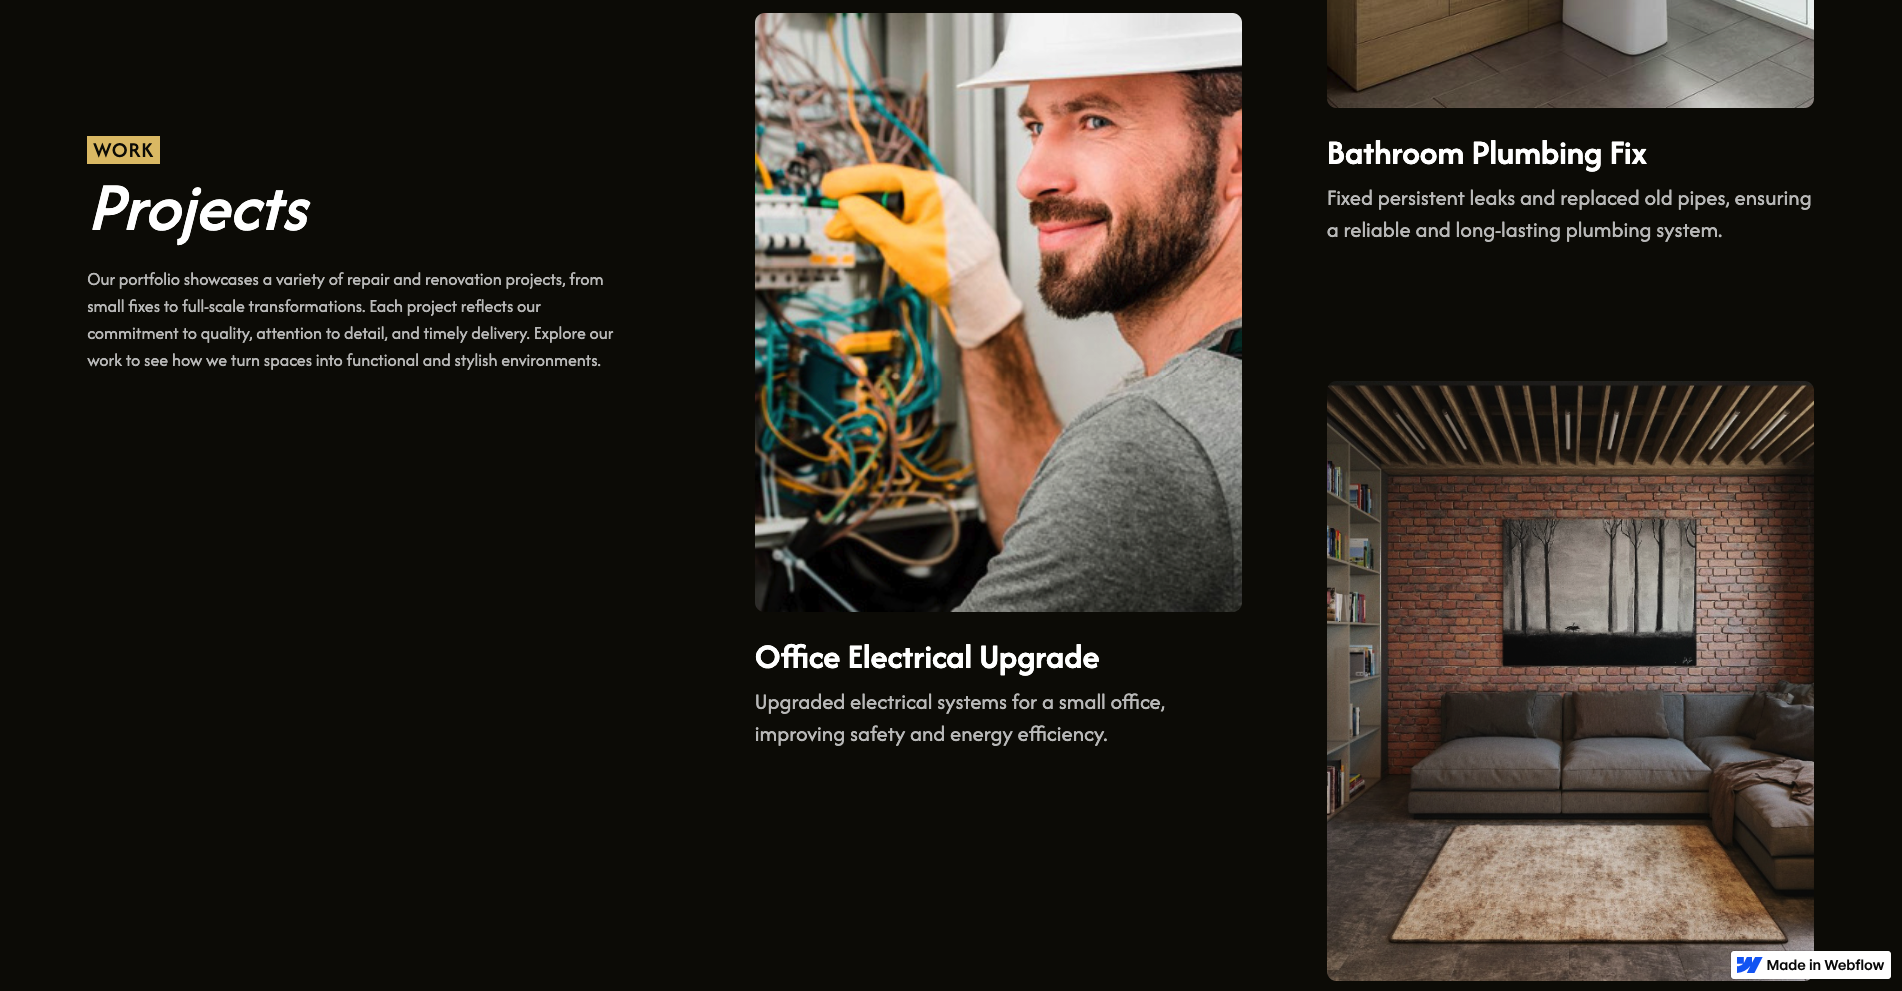 WORK
Projects
Our portfolio showcases a variety of repair and renovation projects, from
small fixes to full-scale transformations. Each project reflects our
commitment to quality, attention to detail, and timely delivery. Explore our
work to see how we turn spaces into functional and stylish environments.
Office Electrical Upgrade
Upgraded electrical systems for a small office,
improving safety and energy efficiency.
Bathroom Plumbing Fix
Fixed persistent leaks and replaced old pipes, ensuring
a reliable and long-lasting plumbing system.
Made in Webflow